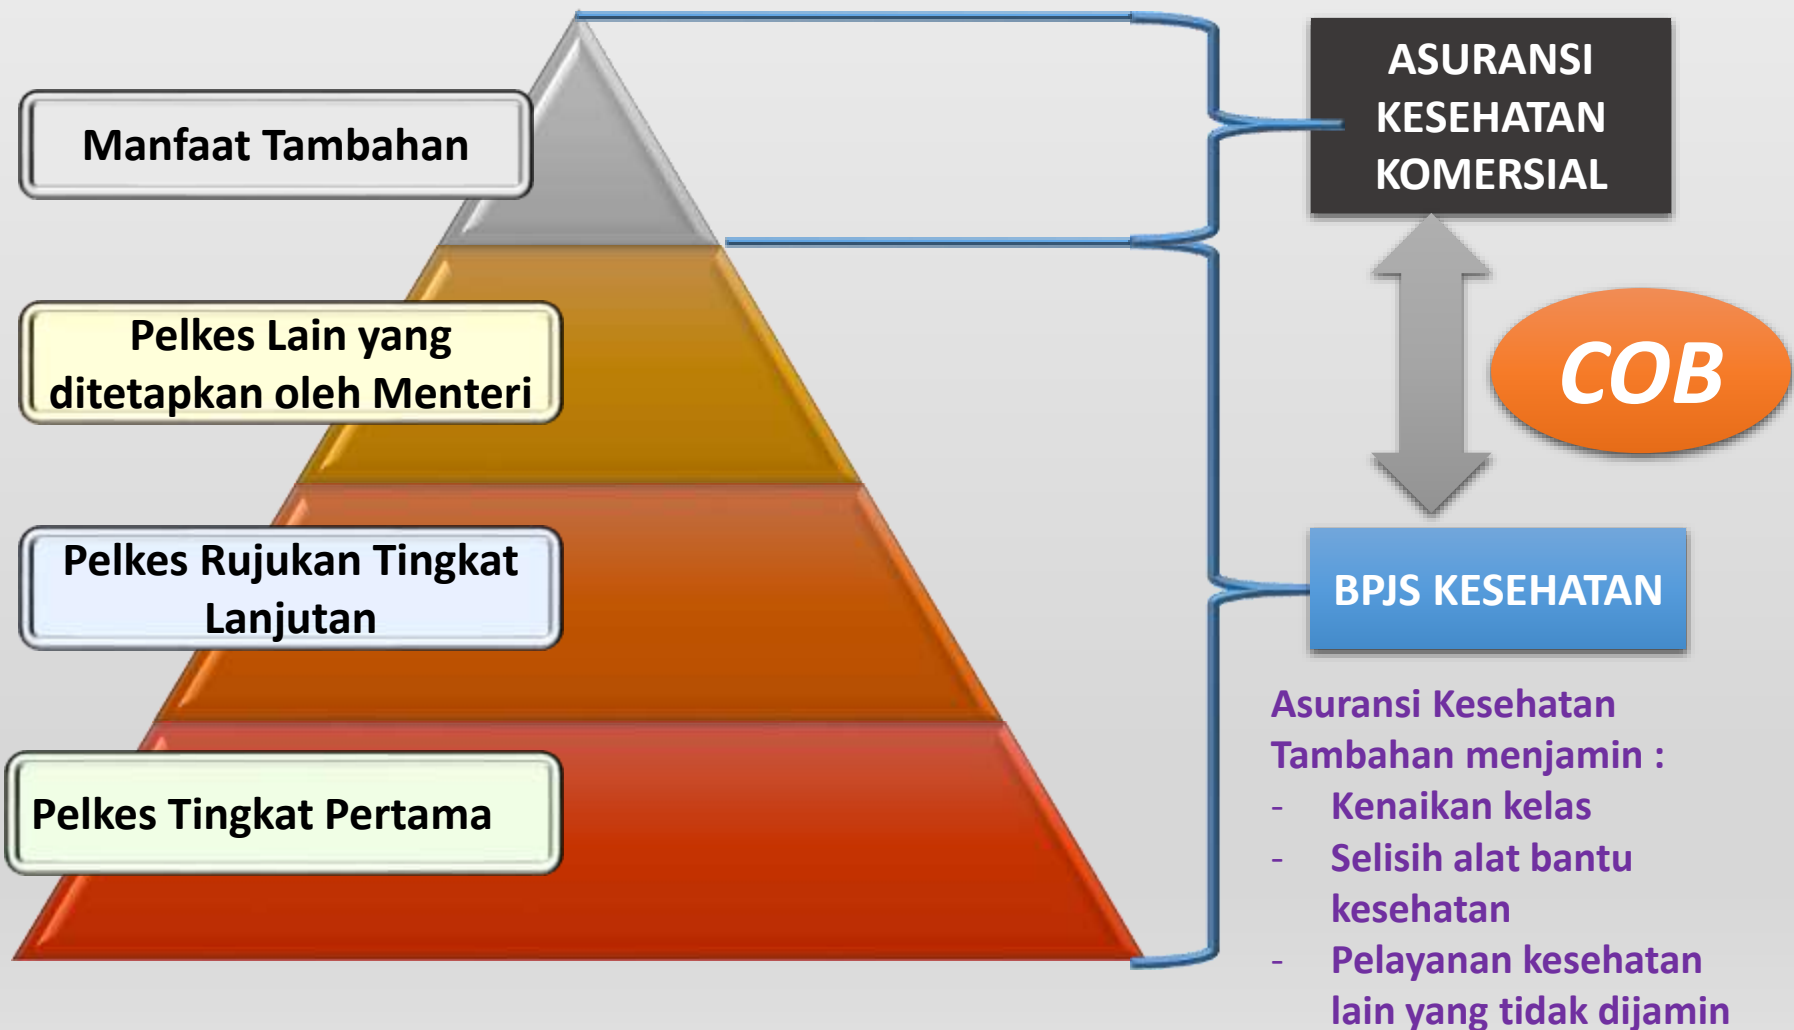 Manfaat Tambahan
Pelkes Lain yang
ditetapkan oleh Menteri
Pelkes Rujukan Tingkat
Lanjutan
Pelkes Tingkat Pertama
ASURANSI
KESEHATAN
KOMERSIAL
COB
BPJS KESEHATAN
Asuransi Kesehatan
Tambahan menjamin :
- Kenaikan kelas
- Selisih alat bantu
kesehatan
- Pelayanan kesehatan
lain yang tidak dijamin